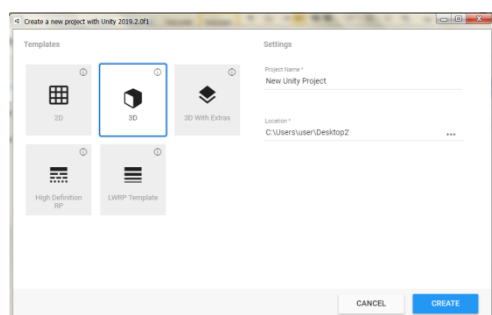 Create a new project with Unity 2019.2.0f1
Templates
Settings
2D
3D
3D With Extras
High Definition
RP
LWRP Template
Project Name *
New Unity Project
Location *
C:\Users\user\Desktop2
CANCEL
CREATE